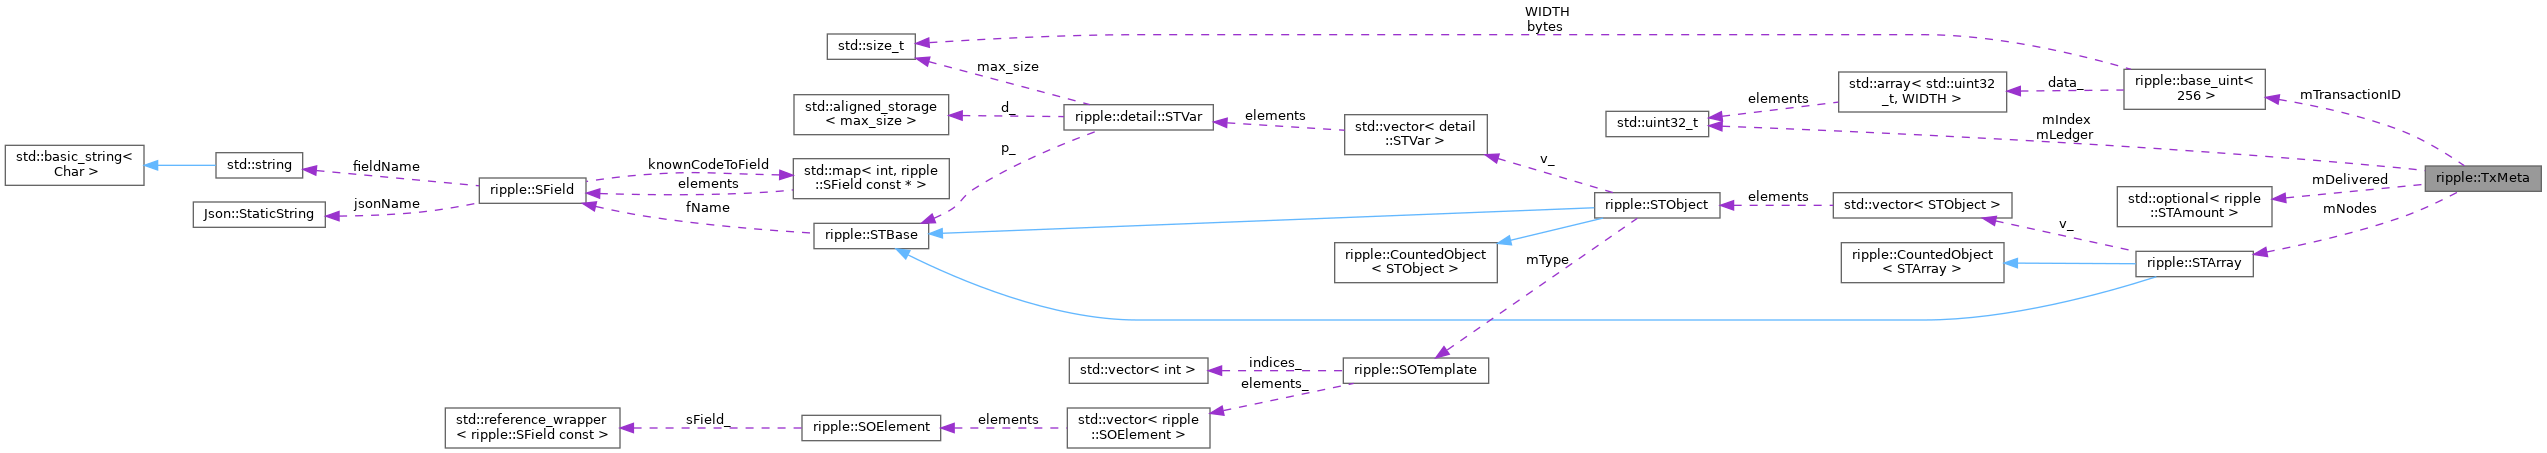 WIDTH
bytes
std::size_t
max_size
std::array< std::uint32
_t, WIDTH >
data_
ripple::base_uint<
256 >
mTransactionID
std::aligned_storage
< max_size >
d_
ripple::detail::STVar
elements
std::vector< detail
::STVar >
std::uint32_t
elements
mIndex
mLedger
std::basic_string<
Char >
std::string
fieldName
ripple::SField
knownCodeToField
elements
std::map< int, ripple
::SField const * >
p_
v_
ripple::TxMeta
Json::StaticString
jsonName
fName
ripple::STBase
ripple::STObject
elements
std::vector< STObject >
std::optional< ripple
::STAmount >
mDelivered
mNodes
v_
ripple::CountedObject
< STObject >
mType
ripple::CountedObject
< STArray >
ripple::STArray
std::vector< int >
indices_
ripple::SOTemplate
elements_
std::reference_wrapper
< ripple::SField const >
sField_
ripple::SOElement
elements
std::vector< ripple
::SOElement >